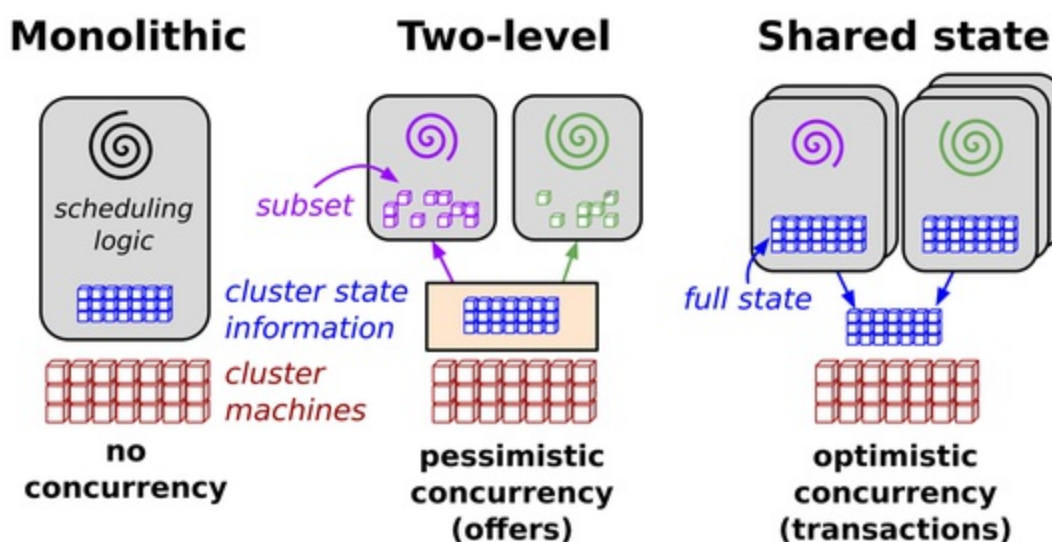 Monolithic
Two-level
Shared state
scheduling
logic
subset
cluster state
information
full state
cluster
machines
no
concurrency
pessimistic
concurrency
(offers)
optimistic
concurrency
(transactions)